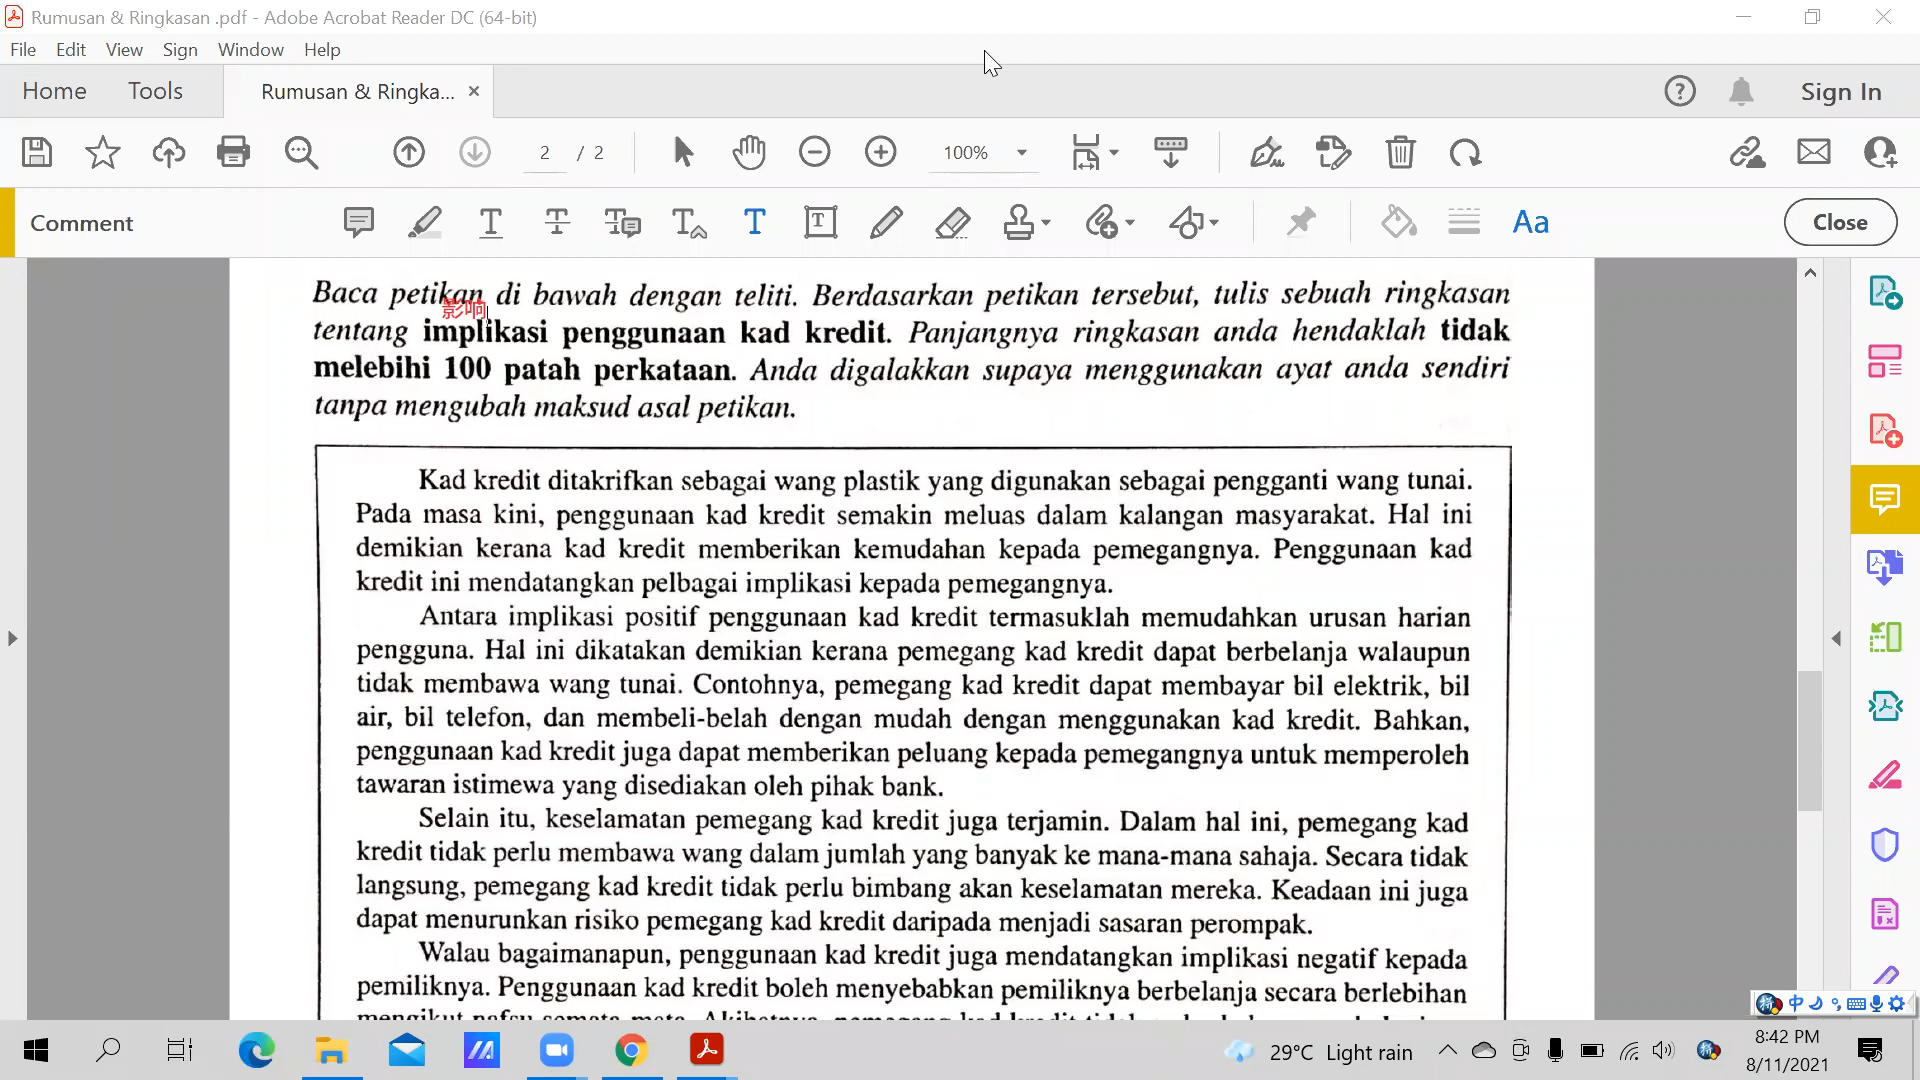 Rumusan & Ringkasan .pdf - Adobe Acrobat Reader DC (64-bit)
File Edit View Sign Window Help
Home Tools Rumusan & Ringka... × Sign In
2 / 2 100%
Comment Close
Baca petikan di bawah dengan teliti. Berdasarkan petikan tersebut, tulis sebuah ringkasan
影响
tentang implikasi penggunaan kad kredit. Panjangnya ringkasan anda hendaklah tidak
melebihi 100 patah perkataan. Anda digalakkan supaya menggunakan ayat anda sendiri
tanpa mengubah maksud asal petikan.
Kad kredit ditakrifkan sebagai wang plastik yang digunakan sebagai pengganti wang tunai.
Pada masa kini, penggunaan kad kredit semakin meluas dalam kalangan masyarakat. Hal ini
demikian kerana kad kredit memberikan kemudahan kepada pemegangnya. Penggunaan kad
kredit ini mendatangkan pelbagai implikasi kepada pemegangnya.
Antara implikasi positif penggunaan kad kredit termasuklah memudahkan urusan harian
pengguna. Hal ini dikatakan demikian kerana pemegang kad kredit dapat berbelanja walaupun
tidak membawa wang tunai. Contohnya, pemegang kad kredit dapat membayar bil elektrik, bil
air, bil telefon, dan membeli-belah dengan mudah dengan menggunakan kad kredit. Bahkan,
penggunaan kad kredit juga dapat memberikan peluang kepada pemegangnya untuk memperoleh
tawaran istimewa yang disediakan oleh pihak bank.
Selain itu, keselamatan pemegang kad kredit juga terjamin. Dalam hal ini, pemegang kad
kredit tidak perlu membawa wang dalam jumlah yang banyak ke mana-mana sahaja. Secara tidak
langsung, pemegang kad kredit tidak perlu bimbang akan keselamatan mereka. Keadaan ini juga
dapat menurunkan risiko pemegang kad kredit daripada menjadi sasaran perompak.
Walau bagaimanapun, penggunaan kad kredit juga mendatangkan implikasi negatif kepada
pemiliknya. Penggunaan kad kredit boleh menyebabkan pemiliknya berbelanja secara berlebihan
中
29°C Light rain
8:42 PM
8/11/2021